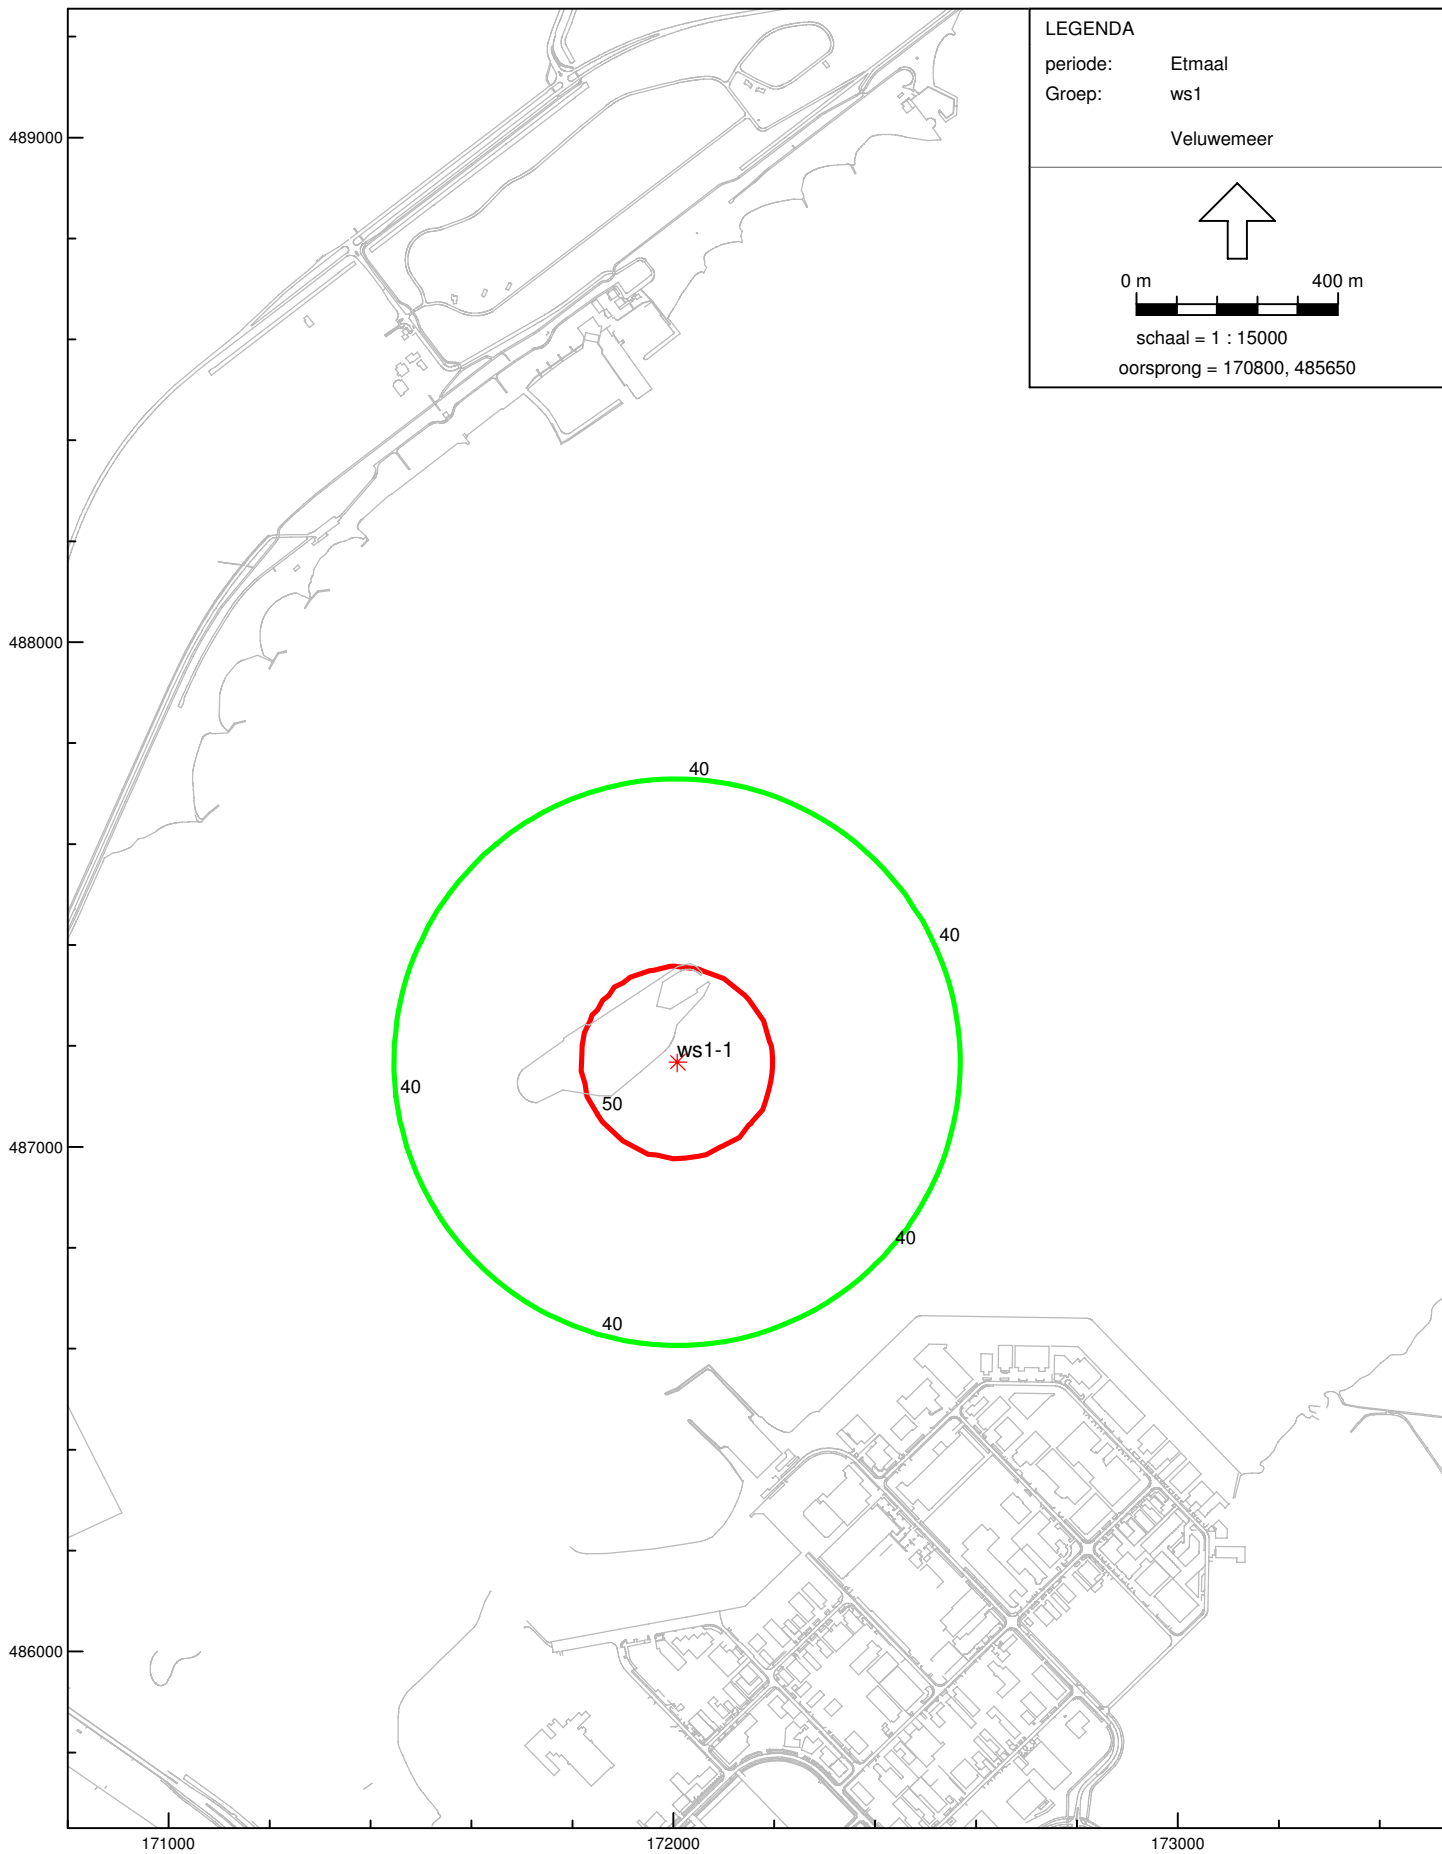 LEGENDA
periode: Etmaal
Groep: ws1
Veluwemeer
0 m 400 m
schaal = 1 : 15000
oorsprong = 170800, 485650
489000
488000
40
40
ws1-1
40
50
487000
40
40
486000
171000 172000 173000